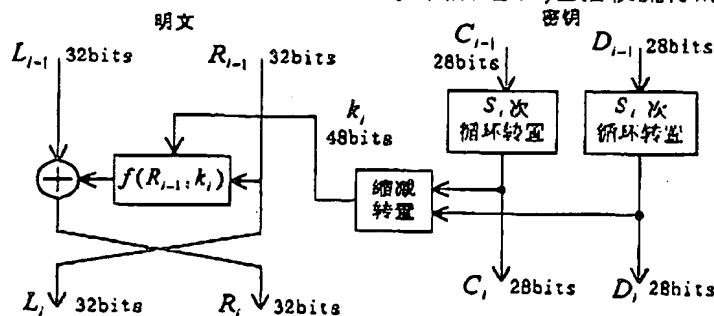 明文
密钥
L_{i-1} 32bits
R_{i-1} 32bits
C_{i-1}
28bits
D_{i-1} 28bits
k_i
48bits
S_i 次
循环转置
S_i 次
循环转置
f(R_{i-1}, k_i)
缩减
转置
L_i 32bits
R_i 32bits
C_i 28bits
D_i 28bits